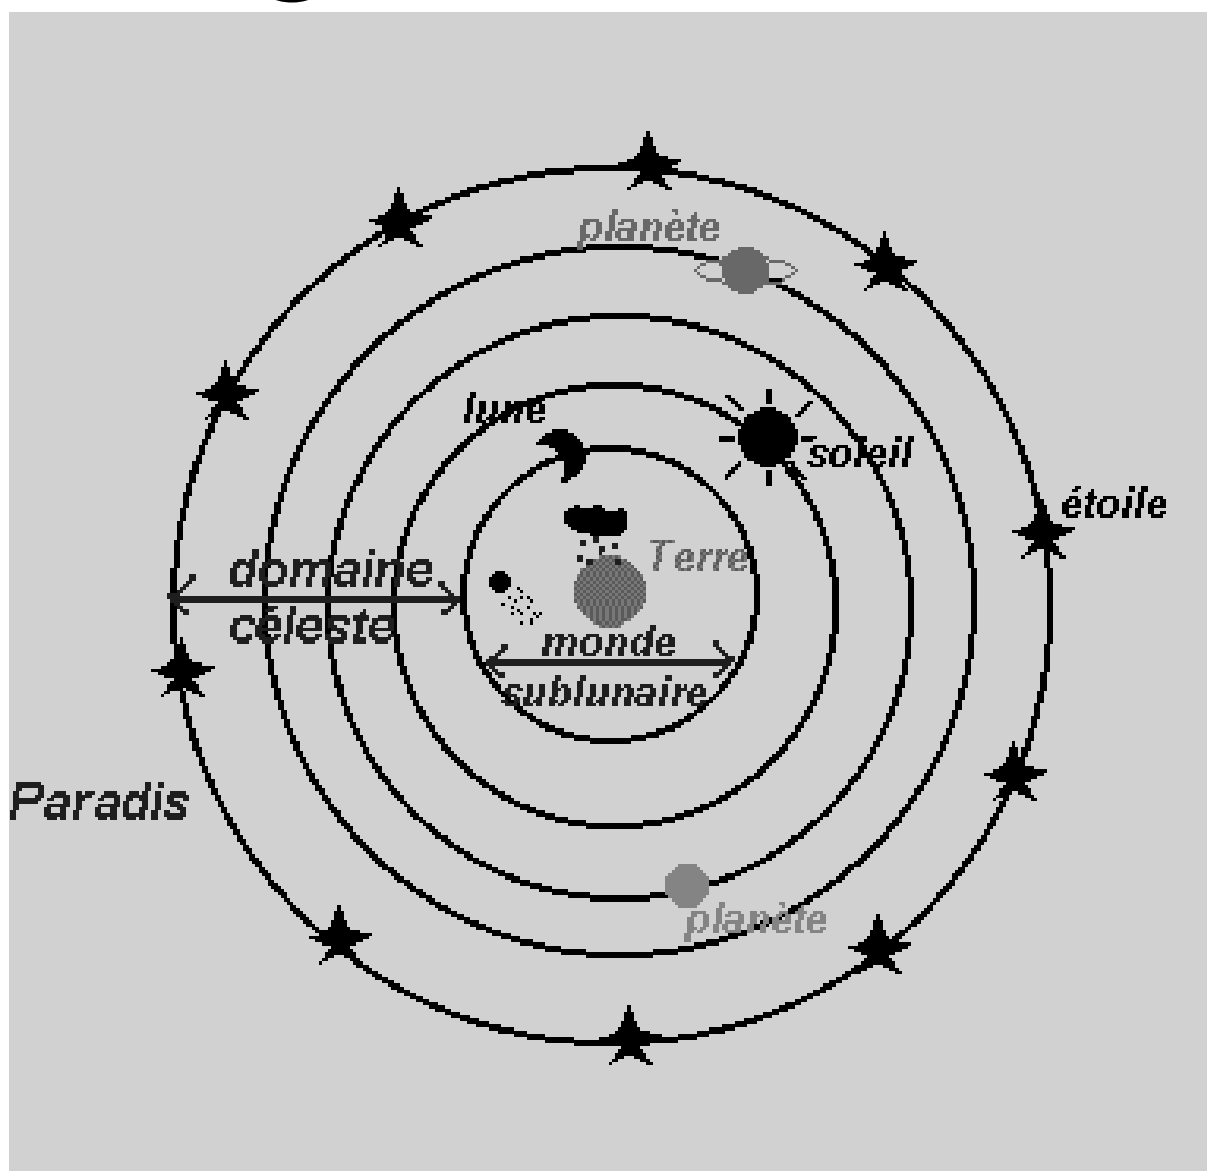 planète
lune
soleil
étoile
Terre
domaine
céleste
monde
sublunaire
Paradis
planète